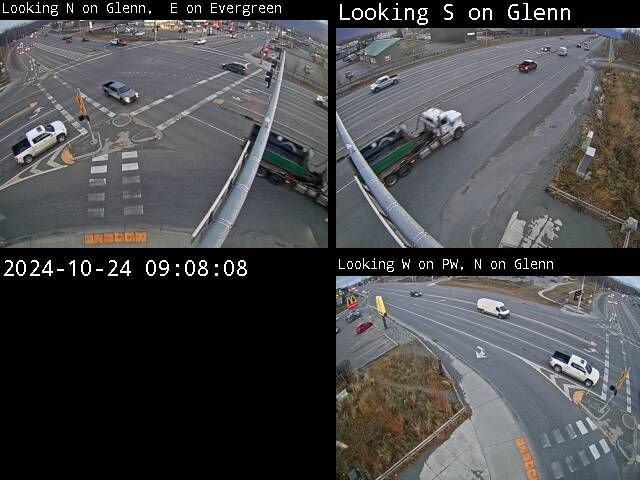 Looking N on Glenn,  E on Evergreen
Looking S on Glenn
2024-10-24 09:08:08
Looking W on PW, N on Glenn